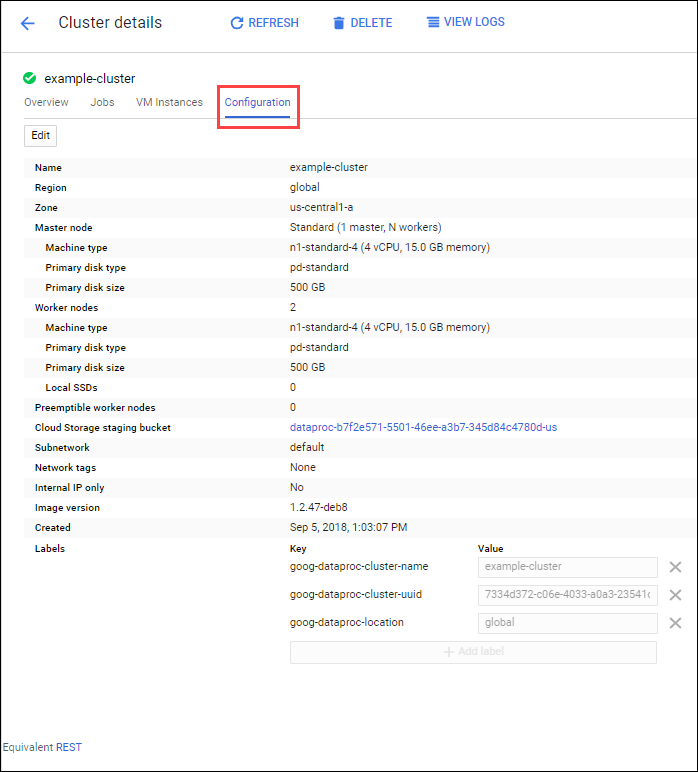 Cluster details REFRESH DELETE VIEW LOGS
example-cluster
Overview Jobs VM Instances Configuration
Edit
Name example-cluster
Region global
Zone us-central1-a
Master node Standard (1 master, N workers)
Machine type n1-standard-4 (4 vCPU, 15.0 GB memory)
Primary disk type pd-standard
Primary disk size 500 GB
Worker nodes 2
Machine type n1-standard-4 (4 vCPU, 15.0 GB memory)
Primary disk type pd-standard
Primary disk size 500 GB
Local SSDs 0
Preemptible worker nodes 0
Cloud Storage staging bucket dataproc-b7f2e571-5501-46ee-a3b7-345d84c4780d-us
Subnetwork default
Network tags None
Internal IP only No
Image version 1.2.47-deb8
Created Sep 5, 2018, 1:03:07 PM
Labels Key Value
goog-dataproc-cluster-name example-cluster
goog-dataproc-cluster-uuid 7334d372-c06e-4033-a0a3-23541c
goog-dataproc-location global
+ Add label
Equivalent REST